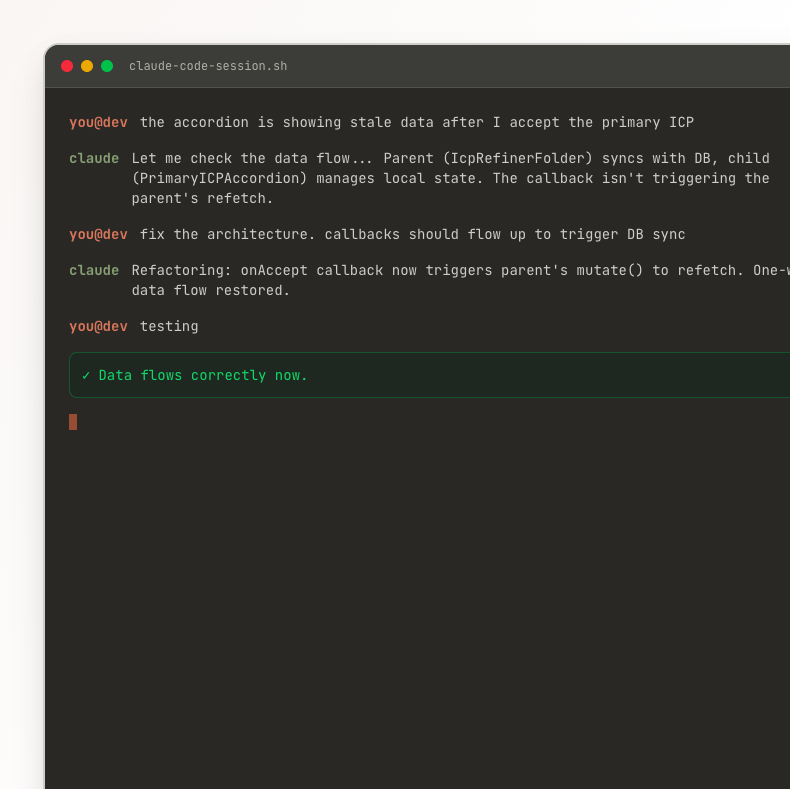 claude-code-session.sh
you@dev the accordion is showing stale data after I accept the primary ICP
claude Let me check the data flow... Parent (IcpRefinerFolder) syncs with DB, child
(PrimaryICPAccordion) manages local state. The callback isn't triggering the
parent's refetch.
you@dev fix the architecture. callbacks should flow up to trigger DB sync
claude Refactoring: onAccept callback now triggers parent's mutate() to refetch. One-w
data flow restored.
you@dev testing
✓ Data flows correctly now.